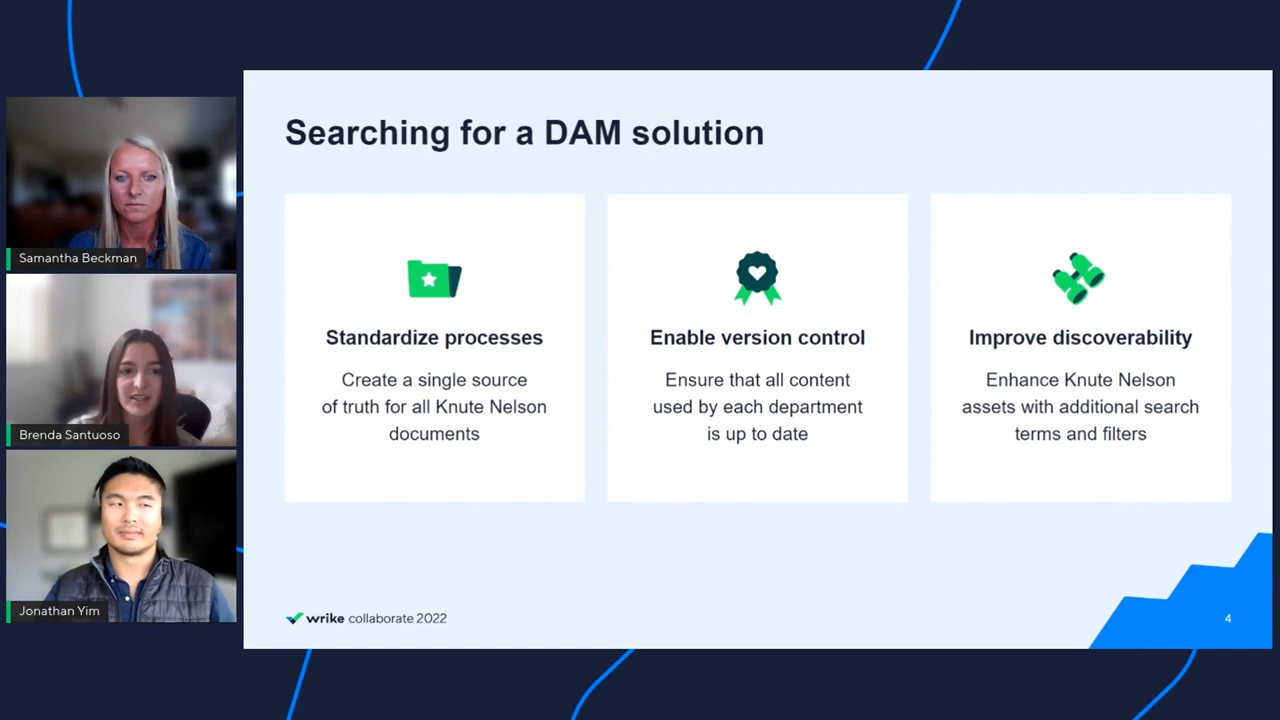 Searching for a DAM solution
Samantha Beckman
Brenda Santuoso
Jonathan Yim
Standardize processes
Create a single source
of truth for all Knute Nelson
documents
Enable version control
Ensure that all content
used by each department
is up to date
Improve discoverability
Enhance Knute Nelson
assets with additional search
terms and filters
wrike collaborate 2022
4